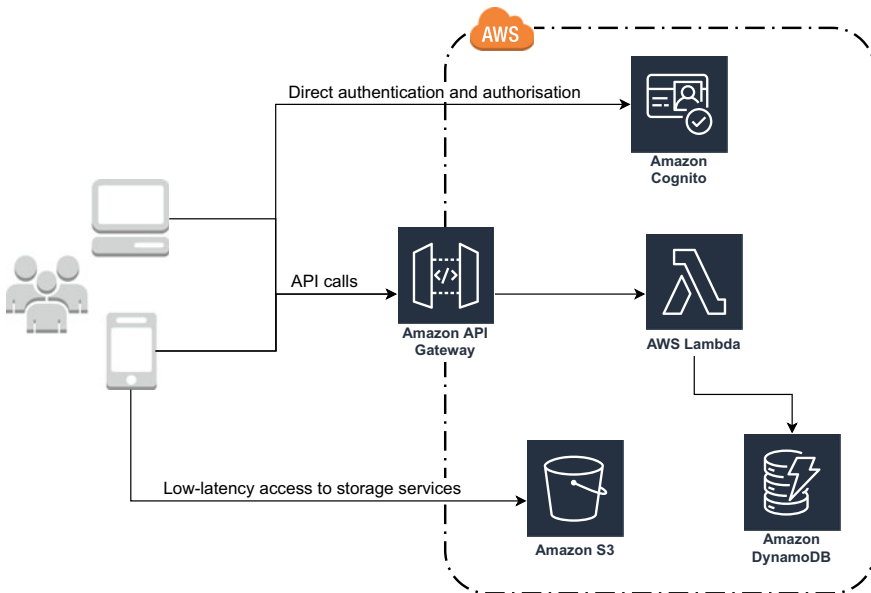 AWS
Direct authentication and authorisation
Amazon
Cognito
API calls
</>
Amazon API
Gateway
AWS Lambda
Low-latency access to storage services
Amazon S3
Amazon
DynamoDB